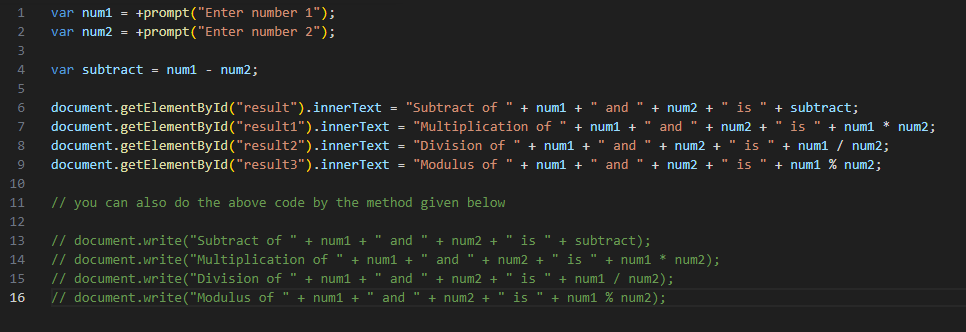 1 var num1 = +prompt("Enter number 1");
2 var num2 = +prompt("Enter number 2");
3
4 var subtract = num1 - num2;
5
6 document.getElementById("result").innerText = "Subtract of " + num1 + " and " + num2 + " is " + subtract;
7 document.getElementById("result1").innerText = "Multiplication of " + num1 + " and " + num2 + " is " + num1 * num2;
8 document.getElementById("result2").innerText = "Division of " + num1 + " and " + num2 + " is " + num1 / num2;
9 document.getElementById("result3").innerText = "Modulus of " + num1 + " and " + num2 + " is " + num1 % num2;
10
11 // you can also do the above code by the method given below
12
13 // document.write("Subtract of " + num1 + " and " + num2 + " is " + subtract);
14 // document.write("Multiplication of " + num1 + " and " + num2 + " is " + num1 * num2);
15 // document.write("Division of " + num1 + " and " + num2 + " is " + num1 / num2);
16 // document.write("Modulus of " + num1 + " and " + num2 + " is " + num1 % num2);